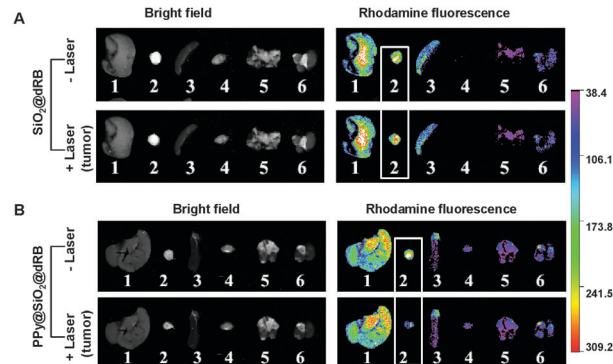 A
Bright field
Rhodamine fluorescence
SiO₂@dRB
- Laser
1 2 3 4 5 6
1 2 3 4 5 6
+ Laser
(tumor)
1 2 3 4 5 6
1 2 3 4 5 6
B
Bright field
Rhodamine fluorescence
PPy@SiO₂@dRB
- Laser
1 2 3 4 5 6
1 2 3 4 5 6
+ Laser
(tumor)
1 2 3 4 5 6
1 2 3 4 5 6
38.4
106.1
173.8
241.5
309.2